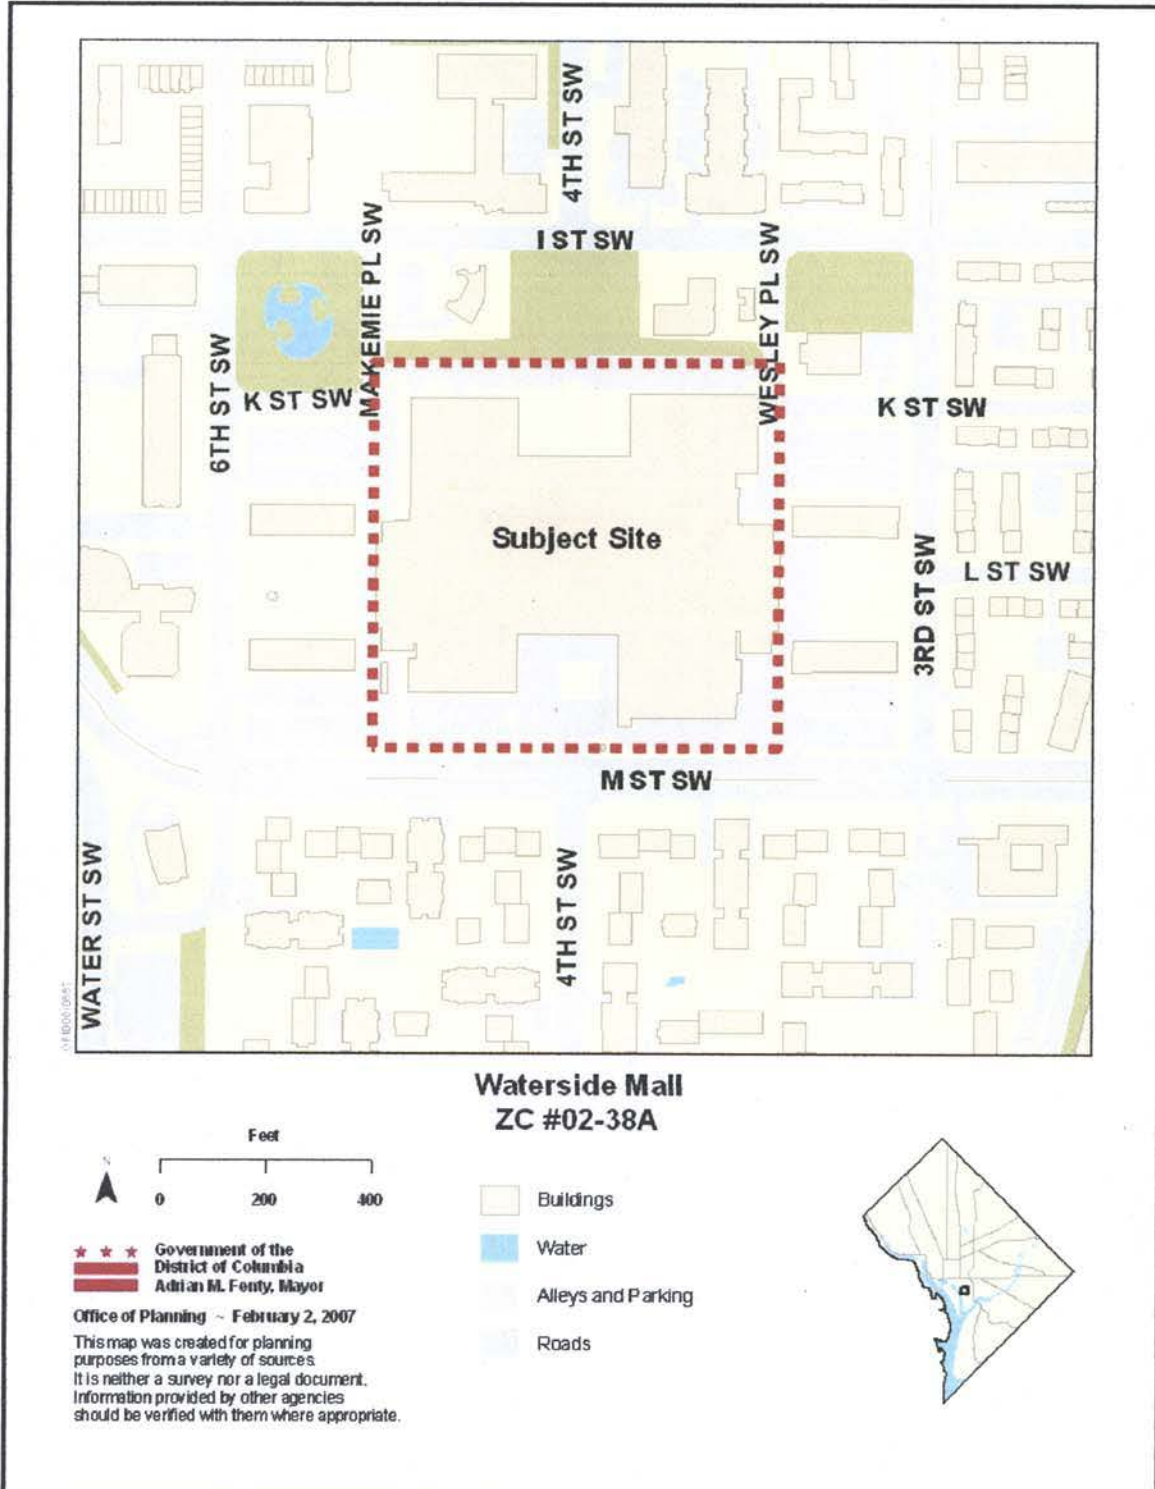 4TH ST SW
I ST SW
MAKEMIE PL SW
WESLEY PL SW
6TH ST SW
K ST SW
K ST SW
Subject Site
3RD ST SW
L ST SW
M ST SW
WATER ST SW
4TH ST SW
Waterside Mall
ZC #02-38A
Feet
0 200 400
Government of the
District of Columbia
Adrian M. Fenty, Mayor
Office of Planning ~ February 2, 2007
This map was created for planning
purposes from a variety of sources.
It is neither a survey nor a legal document.
Information provided by other agencies
should be verified with them where appropriate.
Buildings
Water
Alleys and Parking
Roads